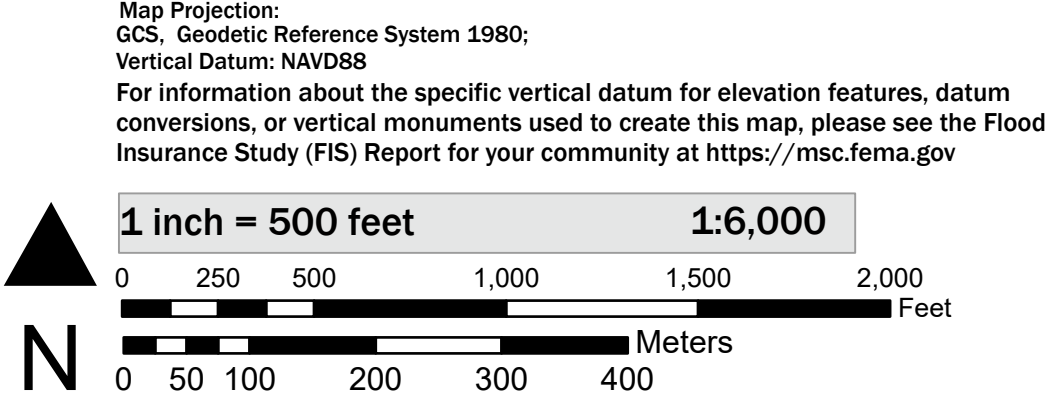 Map Projection:
GCS, Geodetic Reference System 1980;
Vertical Datum: NAVD88
For information about the specific vertical datum for elevation features, datum
conversions, or vertical monuments used to create this map, please see the Flood
Insurance Study (FIS) Report for your community at https://msc.fema.gov
1 inch = 500 feet 1:6,000
0 250 500 1,000 1,500 2,000
Feet
Meters
N
0 50 100 200 300 400